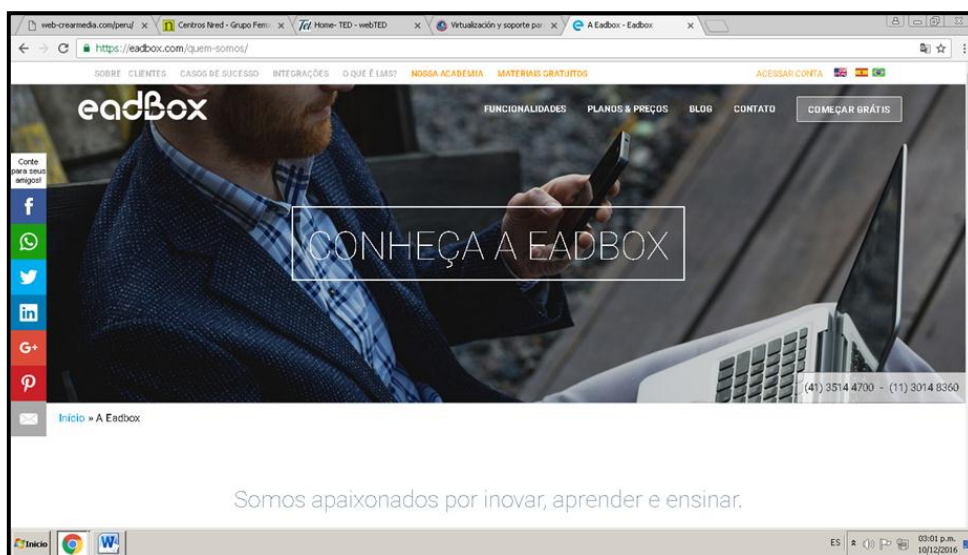 web-crearmedia.com/peru/
Centros Nred - Grupo Fem
Home- TED - webTED
Virtualización y soporte par
A Eadbox - Eadbox
https://eadbox.com/quem-somos/
SOBRE CLIENTES CASOS DE SUCESSO INTEGRAÇÕES O QUE É LMS? NOSSA ACADEMIA MATERIAIS GRATUITOS ACESSAR CONTA
eadBox
FUNCIONALIDADES PLANOS & PREÇOS BLOG CONTATO COMEÇAR GRÁTIS
Conte
para seus
amigos!
CONHEÇA A EADBOX
(41) 3514 4700 - (11) 3014 8360
Início » A Eadbox
Somos apaixonados por inovar, aprender e ensinar.
Inicio
ES
03:01 p.m.
10/12/2016